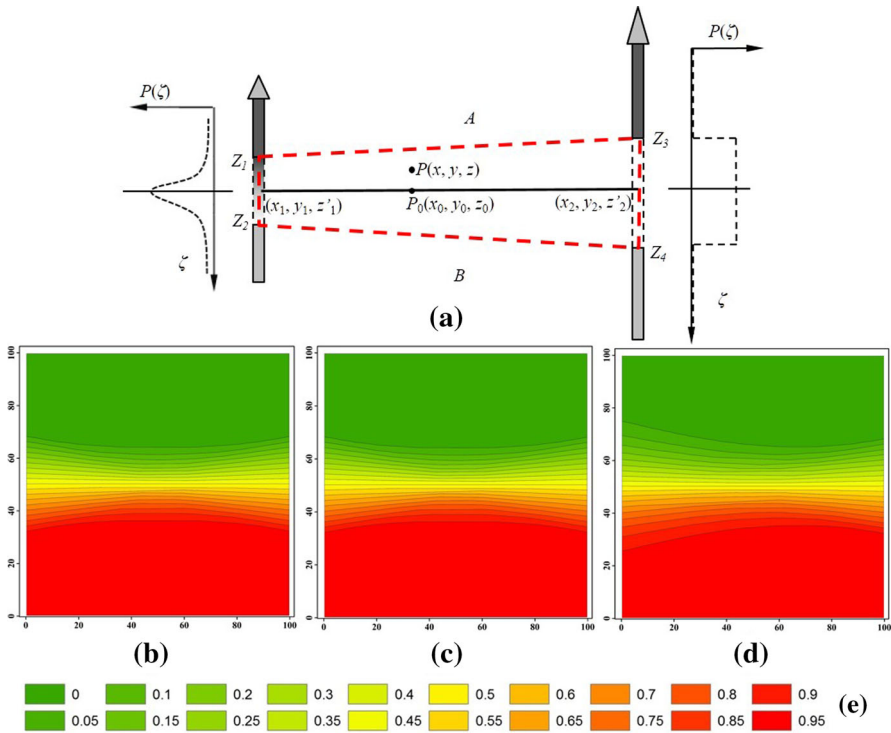 P(ζ)
P(ζ)
A
Z1
Z3
P(x, y, z)
(x1, y1, z'1)
P0(x0, y0, z0)
(x2, y2, z'2)
Z2
Z4
ζ
B
ζ
(a)
100
80
60
40
20
0
0 20 40 60 80 100
100
80
60
40
20
0
0 20 40 60 80 100
100
80
60
40
20
0
0 20 40 60 80 100
(b) (c) (d)
0 0.1 0.2 0.3 0.4 0.5 0.6 0.7 0.8 0.9
(e)
0.05 0.15 0.25 0.35 0.45 0.55 0.65 0.75 0.85 0.95